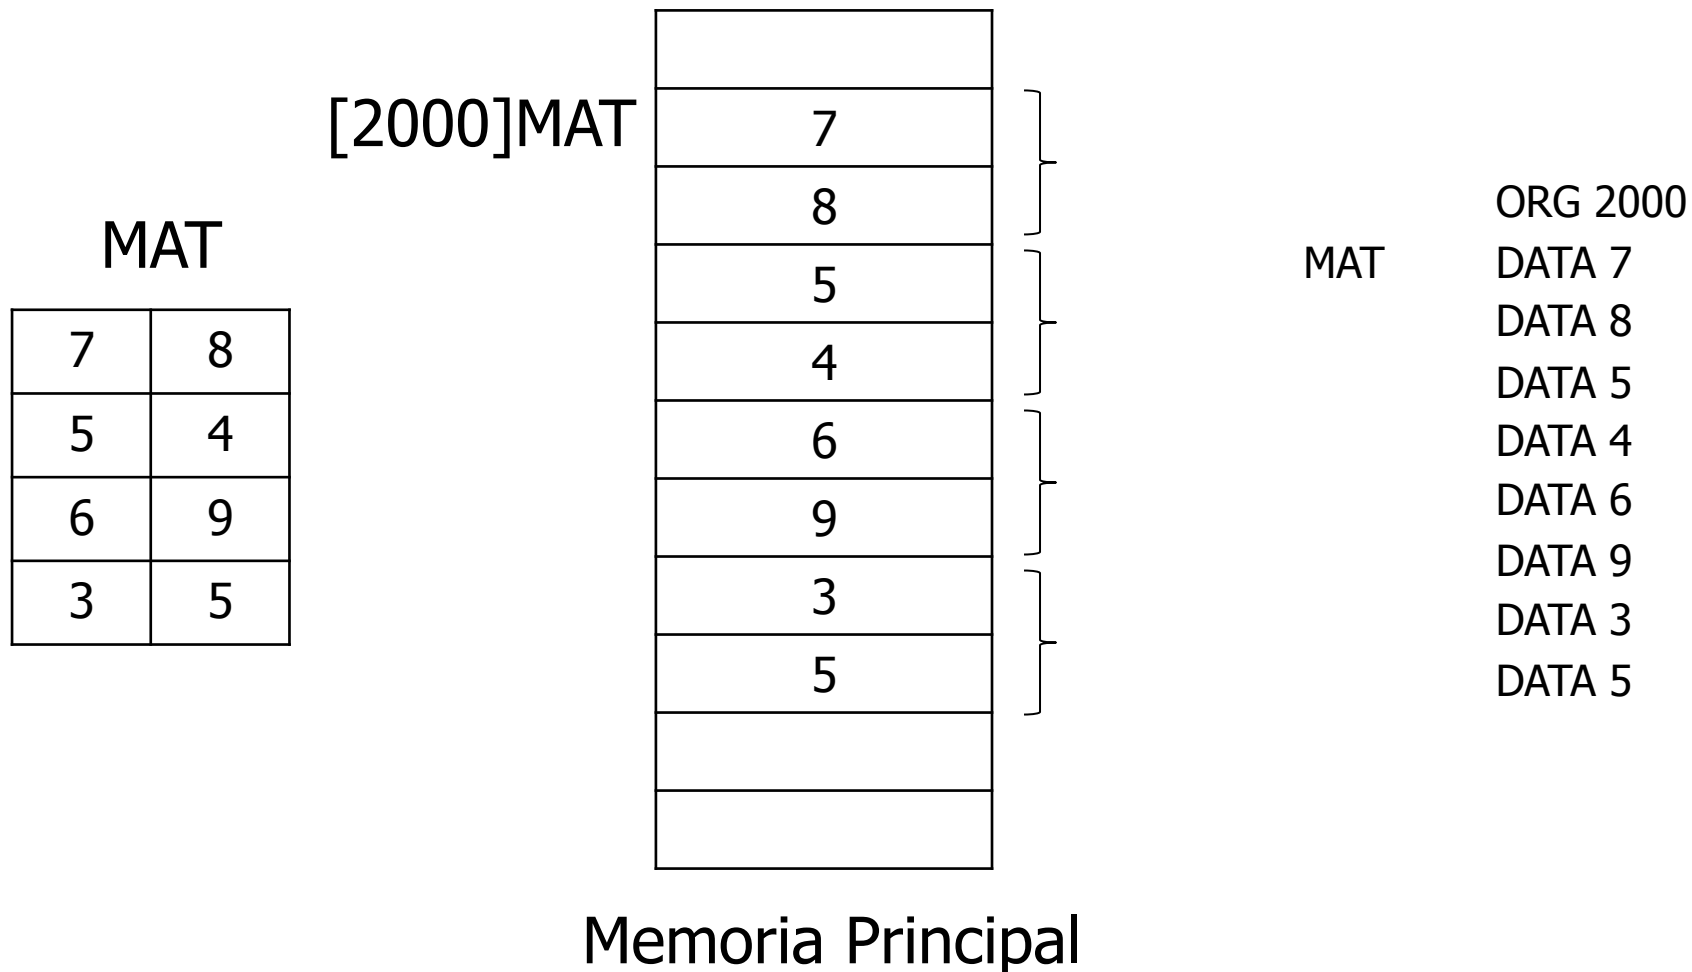 MAT
7 8
5 4
6 9
3 5
[2000]MAT
7
8
5
4
6
9
3
5
Memoria Principal
ORG 2000
MAT DATA 7
DATA 8
DATA 5
DATA 4
DATA 6
DATA 9
DATA 3
DATA 5